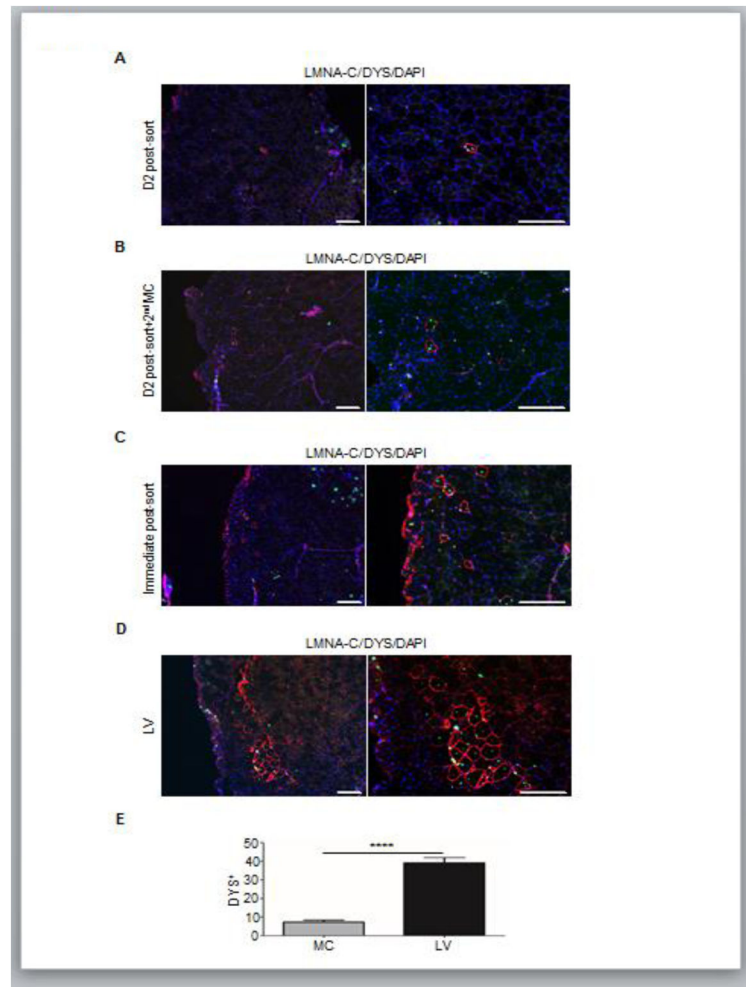 A
LMNA-C/DYS/DAPI
D2 post-sort
B
LMNA-C/DYS/DAPI
D2 post-sort+2ndMC
C
LMNA-C/DYS/DAPI
Immediate post-sort
D
LMNA-C/DYS/DAPI
LV
E
50
40
30
20
10
0
DYS+
****
MC LV